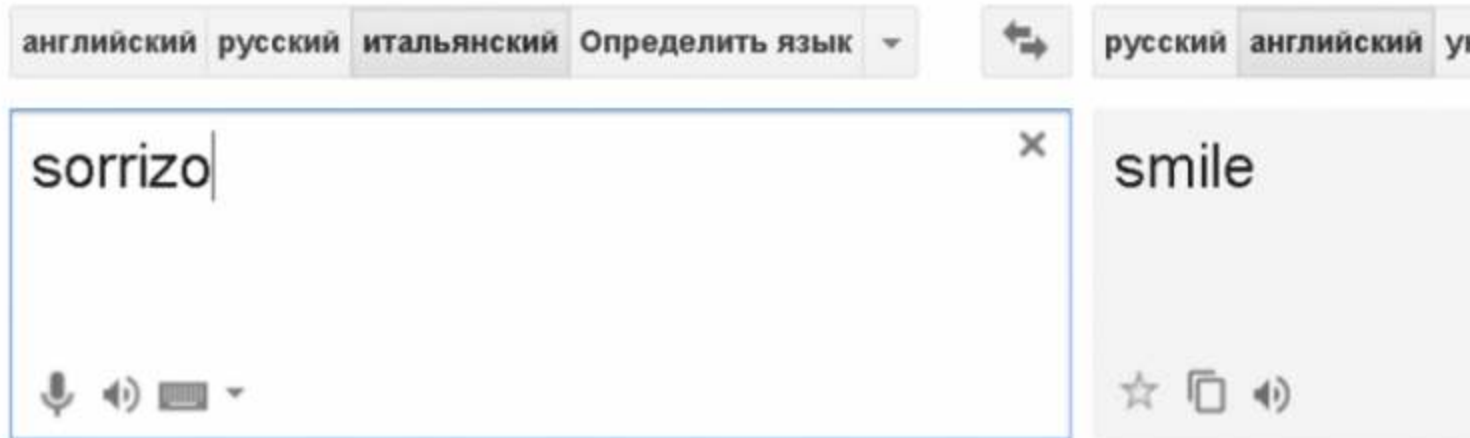 английский русский итальянский Определить язык русский английский
sorrizo smile